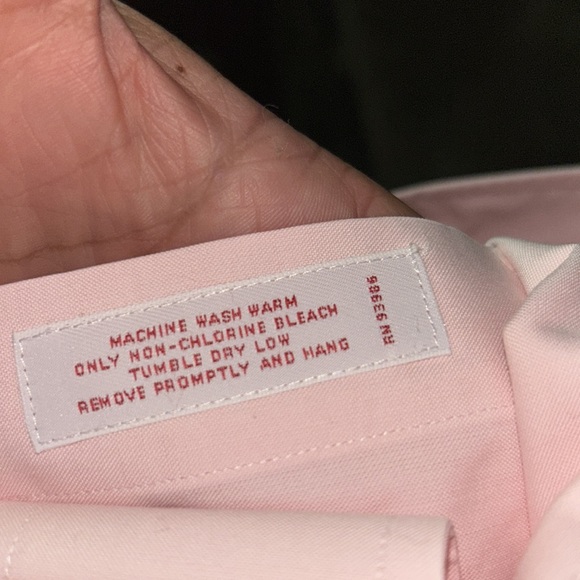 MACHINE WASH WARM
ONLY NON-CHLORINE BLEACH
TUMBLE DRY LOW
REMOVE PROMPTLY AND HANG
RN 93986